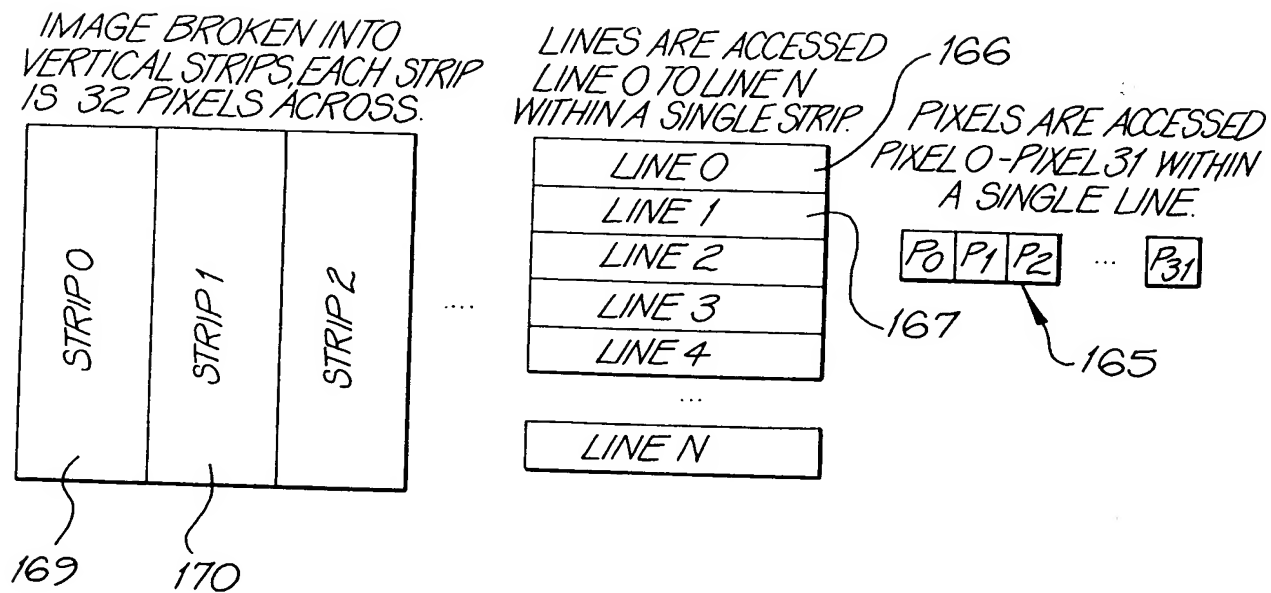 IMAGE BROKEN INTO
VERTICAL STRIPS, EACH STRIP
IS 32 PIXELS ACROSS.
STRIP 0
STRIP 1
STRIP 2
....
169
170
LINES ARE ACCESSED
LINE 0 TO LINE N
WITHIN A SINGLE STRIP.
166
LINE 0
LINE 1
LINE 2
LINE 3
LINE 4
...
LINE N
167
PIXELS ARE ACCESSED
PIXEL 0-PIXEL 31 WITHIN
A SINGLE LINE.
P0 P1 P2 ... P31
165